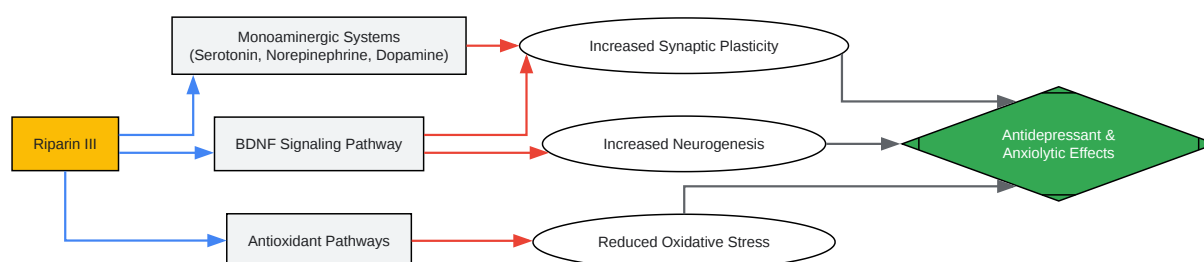 Monoaminergic Systems
(Serotonin, Norepinephrine, Dopamine)
Increased Synaptic Plasticity
Riparin III
BDNF Signaling Pathway
Increased Neurogenesis
Antidepressant &
Anxiolytic Effects
Antioxidant Pathways
Reduced Oxidative Stress